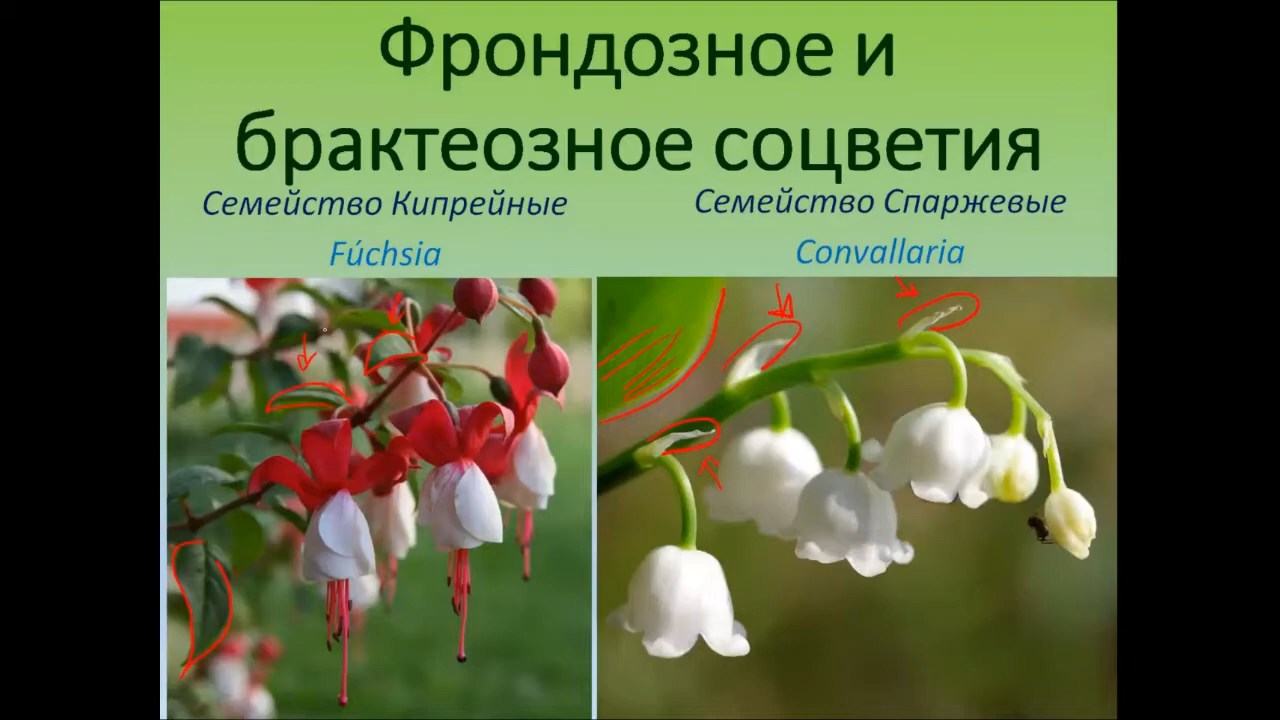 Фрондозное и
брактеозное соцветия
Семейство Кипрейные
Fúchsia
Семейство Спаржевые
Convallaria